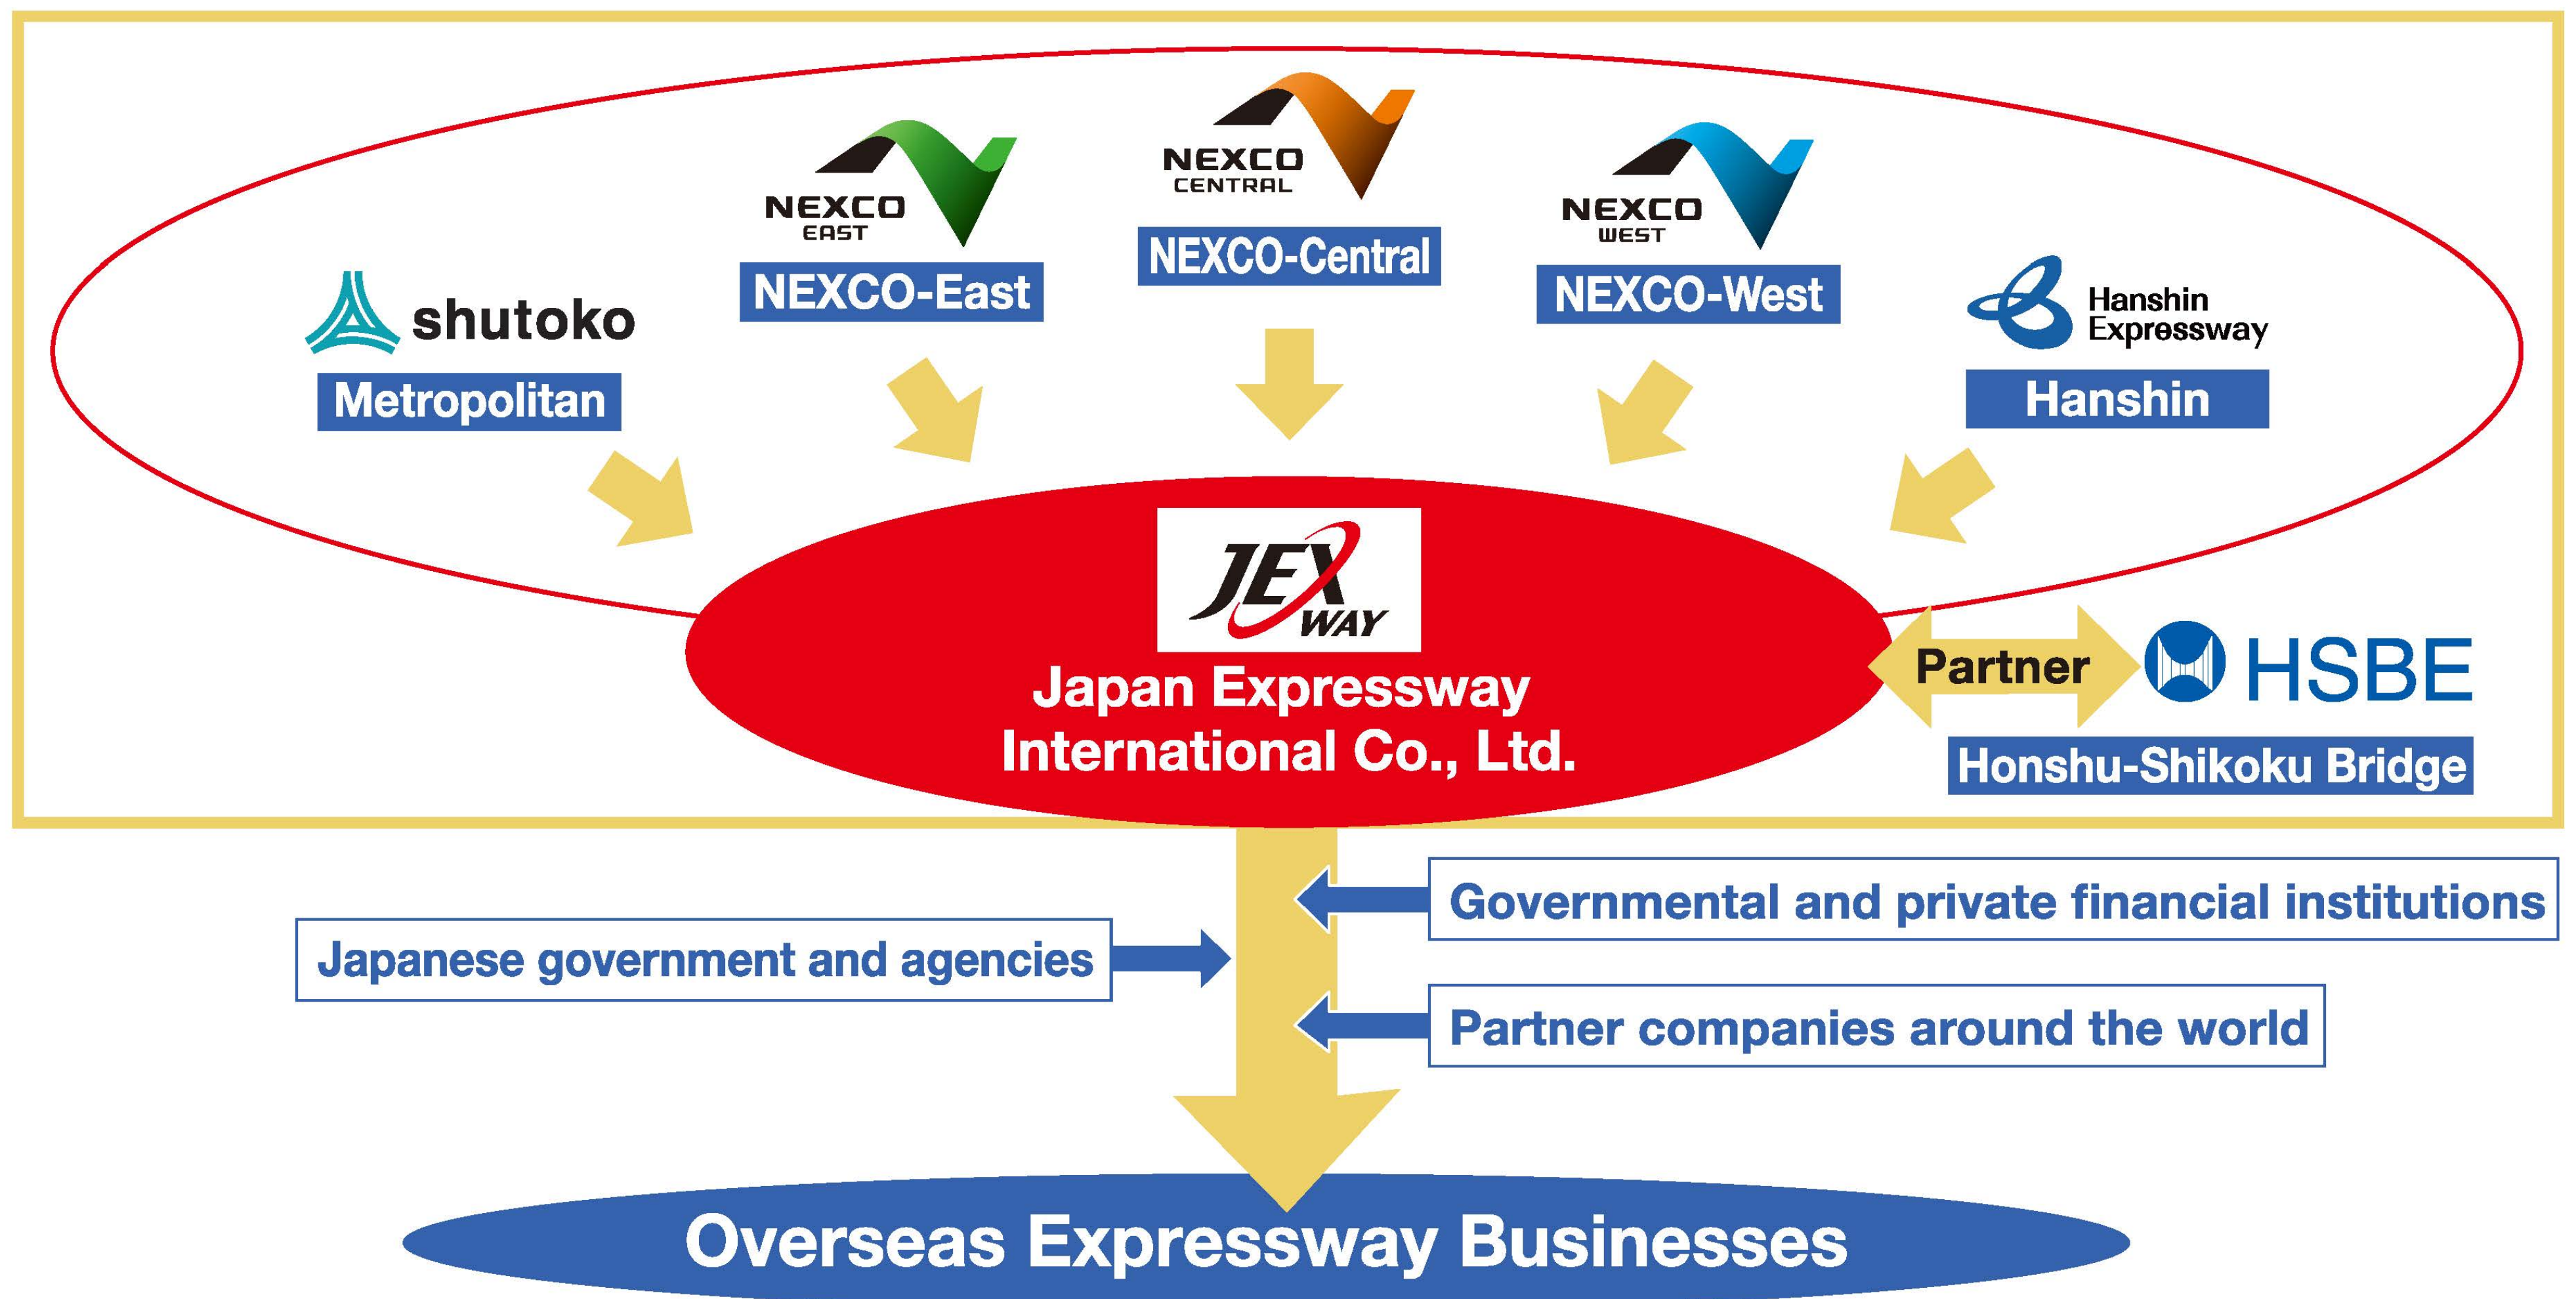 NEXCO
CENTRAL
NEXCO-Central
NEXCO
EAST
NEXCO-East
NEXCO
WEST
NEXCO-West
shutoko
Metropolitan
Hanshin
Expressway
Hanshin
JEX
WAY
Japan Expressway
International Co., Ltd.
Partner
HSBE
Honshu-Shikoku Bridge
Governmental and private financial institutions
Japanese government and agencies
Partner companies around the world
Overseas Expressway Businesses